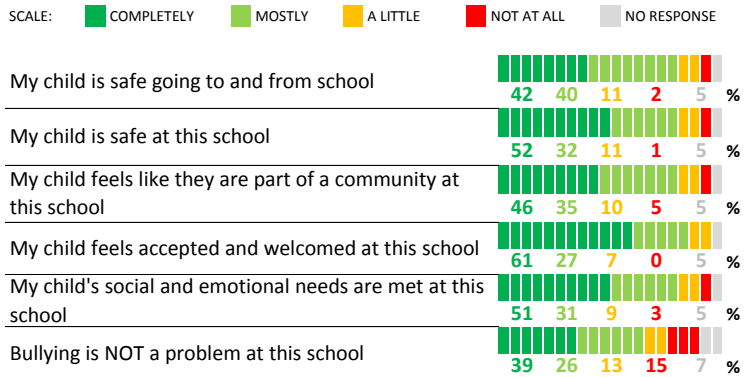 SCALE: COMPLETELY MOSTLY A LITTLE NOT AT ALL NO RESPONSE
My child is safe going to and from school
42 40 11 2 5 %
My child is safe at this school
52 32 11 1 5 %
My child feels like they are part of a community at
this school
46 35 10 5 5 %
My child feels accepted and welcomed at this school
61 27 7 0 5 %
My child's social and emotional needs are met at this
school
51 31 9 3 5 %
Bullying is NOT a problem at this school
39 26 13 15 7 %